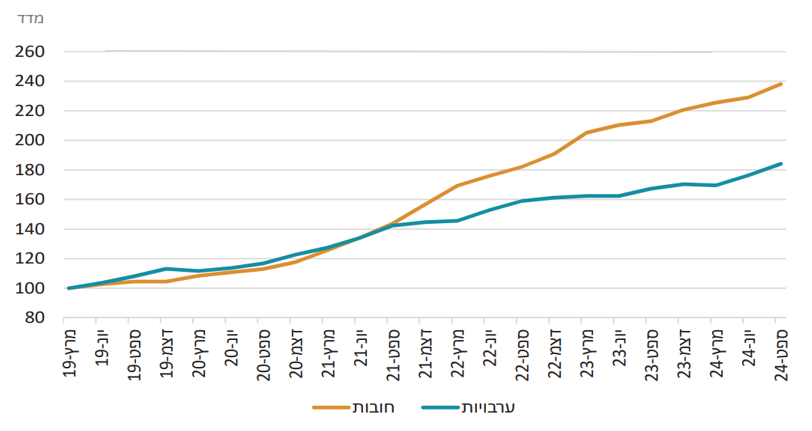 מדד
260
240
220
200
180
160
140
120
100
80
מרץ-19
יוני-19
ספט-19
דצמ-19
מרץ-20
יוני-20
ספט-20
דצמ-20
מרץ-21
יוני-21
ספט-21
דצמ-21
מרץ-22
יוני-22
ספט-22
דצמ-22
מרץ-23
יוני-23
ספט-23
דצמ-23
מרץ-24
יוני-24
ספט-24
חובות ערבויות